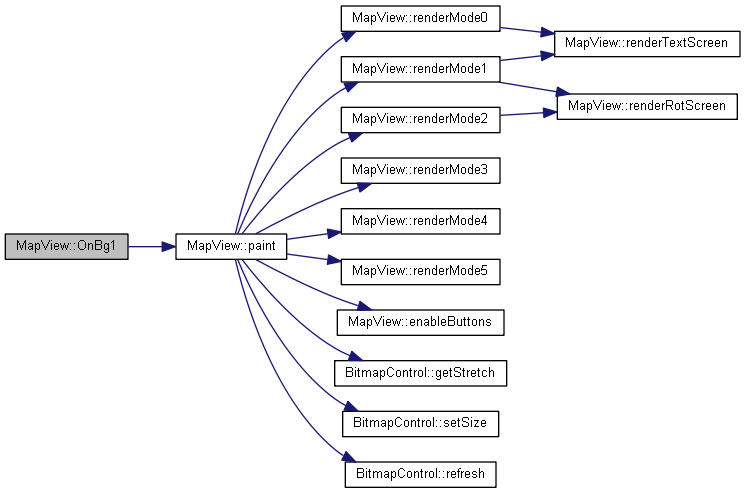 MapView::renderMode0
MapView::renderTextScreen
MapView::renderMode1
MapView::renderRotScreen
MapView::renderMode2
MapView::renderMode3
MapView::renderMode4
MapView::OnBg1
MapView::paint
MapView::renderMode5
MapView::enableButtons
BitmapControl::getStretch
BitmapControl::setSize
BitmapControl::refresh